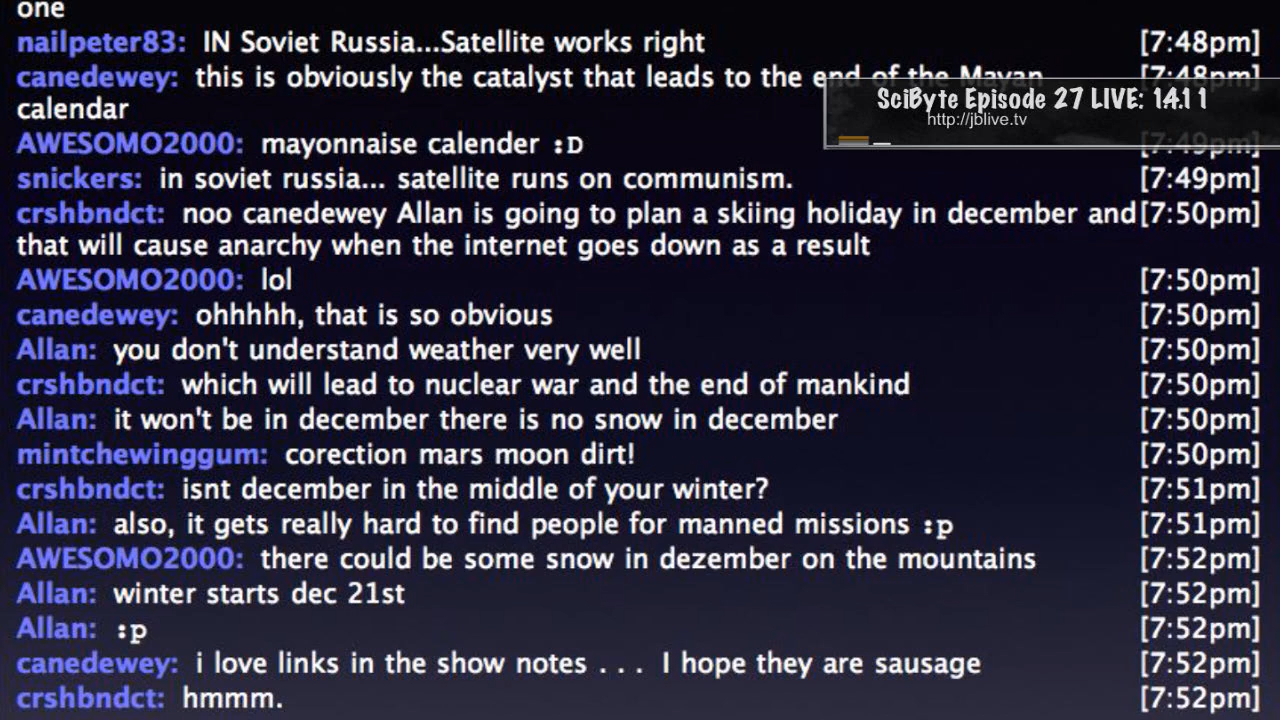 one
nailpeter83: IN Soviet Russia...Satellite works right [7:48pm]
canedewey: this is obviously the catalyst that leads to the end of the Mayan [7:48pm]
calendar
SciByte Episode 27 LIVE: 14.11
http://jblive.tv
AWESOMO2000: mayonnaise calender :D [7:49pm]
snickers: in soviet russia... satellite runs on communism. [7:49pm]
crshbndct: noo canedewey Allan is going to plan a skiing holiday in december and [7:50pm]
that will cause anarchy when the internet goes down as a result
AWESOMO2000: lol [7:50pm]
canedewey: ohhhhh, that is so obvious [7:50pm]
Allan: you don't understand weather very well [7:50pm]
crshbndct: which will lead to nuclear war and the end of mankind [7:50pm]
Allan: it won't be in december there is no snow in december [7:50pm]
mintchewinggum: corection mars moon dirt! [7:50pm]
crshbndct: isnt december in the middle of your winter? [7:51pm]
Allan: also, it gets really hard to find people for manned missions :p [7:51pm]
AWESOMO2000: there could be some snow in dezember on the mountains [7:52pm]
Allan: winter starts dec 21st [7:52pm]
Allan: :p [7:52pm]
canedewey: i love links in the show notes . . . I hope they are sausage [7:52pm]
crshbndct: hmmm. [7:52pm]